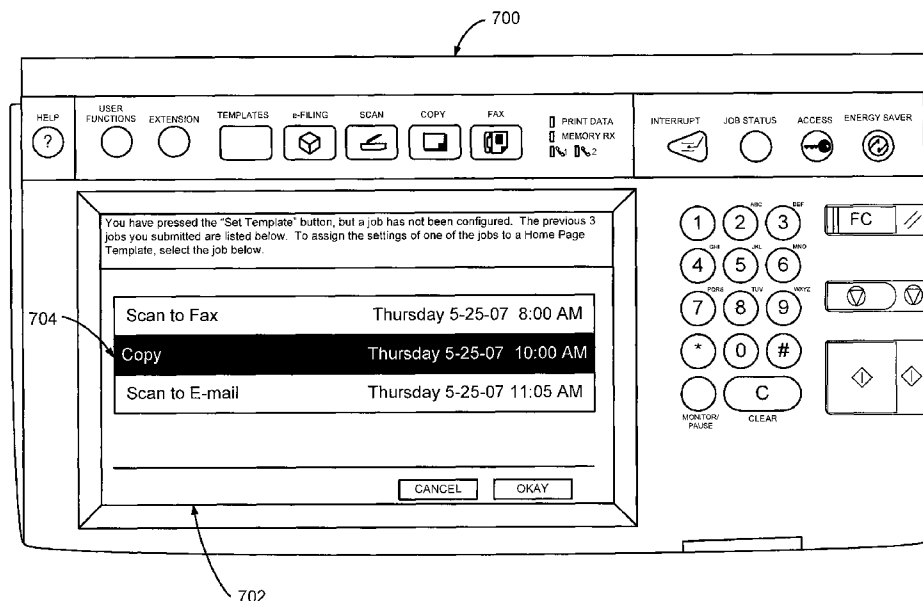 700
HELP
?
USER FUNCTIONS
EXTENSION
TEMPLATES
e-FILING
SCAN
COPY
FAX
PRINT DATA
MEMORY RX
1 2
INTERRUPT
JOB STATUS
ACCESS
ENERGY SAVER
You have pressed the "Set Template" button, but a job has not been configured. The previous 3
jobs you submitted are listed below. To assign the settings of one of the jobs to a Home Page
Template, select the job below.
704
Scan to Fax Thursday 5-25-07 8:00 AM
Copy Thursday 5-25-07 10:00 AM
Scan to E-mail Thursday 5-25-07 11:05 AM
CANCEL OKAY
702
1 2 ABC 3 DEF
4 GHI 5 JKL 6 MNO
7 PQRS 8 TUV 9 WXYZ
* 0 #
MONITOR/
PAUSE
C
CLEAR
FC